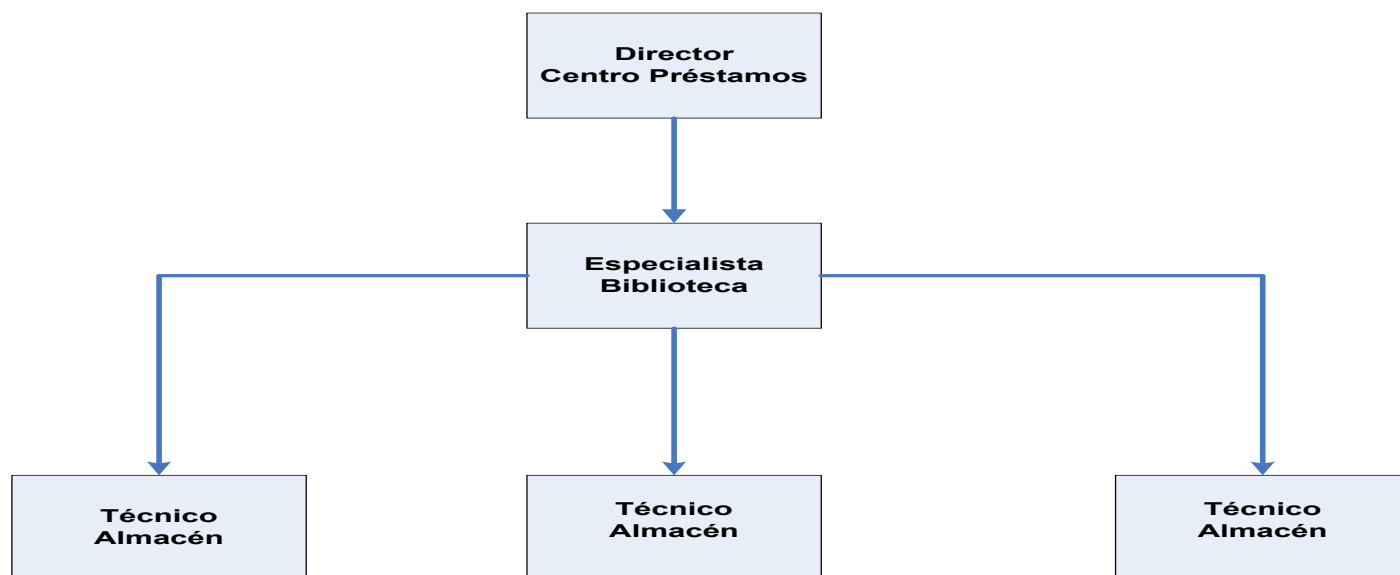 Director
Centro Préstamos
Especialista
Biblioteca
Técnico
Almacén
Técnico
Almacén
Técnico
Almacén